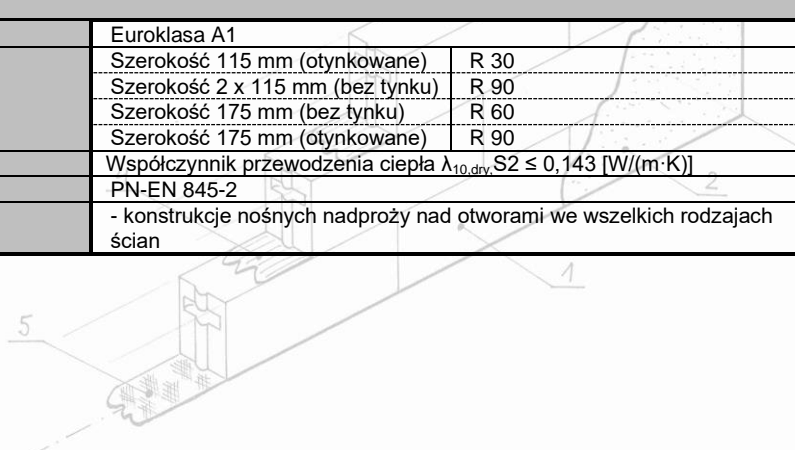 Euroklasa A1
Szerokość 115 mm (otynkowane) R 30
Szerokość 2 x 115 mm (bez tynku) R 90
Szerokość 175 mm (bez tynku) R 60
Szerokość 175 mm (otynkowane) R 90
Współczynnik przewodzenia ciepła λ10,dry,S2 ≤ 0,143 [W/(m·K)]
PN-EN 845-2
2
- konstrukcje nośnych nadproży nad otworami we wszelkich rodzajach
ścian
1
5